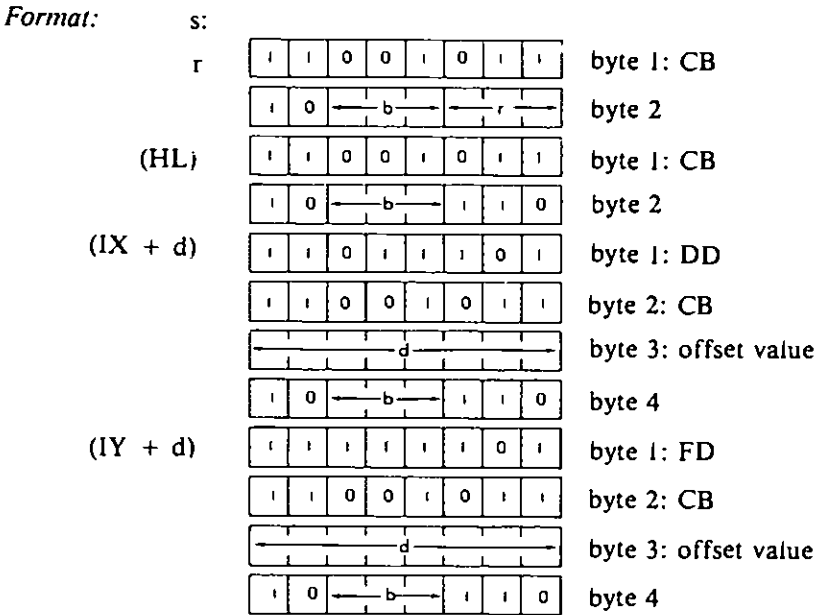 Format: s:
r 1 1 0 0 1 0 1 1 byte 1: CB
1 0 b r byte 2
(HL) 1 1 0 0 1 0 1 1 byte 1: CB
1 0 b 1 1 0 byte 2
(IX + d) 1 1 0 1 1 1 0 1 byte 1: DD
1 1 0 0 1 0 1 1 byte 2: CB
d byte 3: offset value
1 0 b 1 1 0 byte 4
(IY + d) 1 1 1 1 1 1 0 1 byte 1: FD
1 1 0 0 1 0 1 1 byte 2: CB
d byte 3: offset value
1 0 b 1 1 0 byte 4